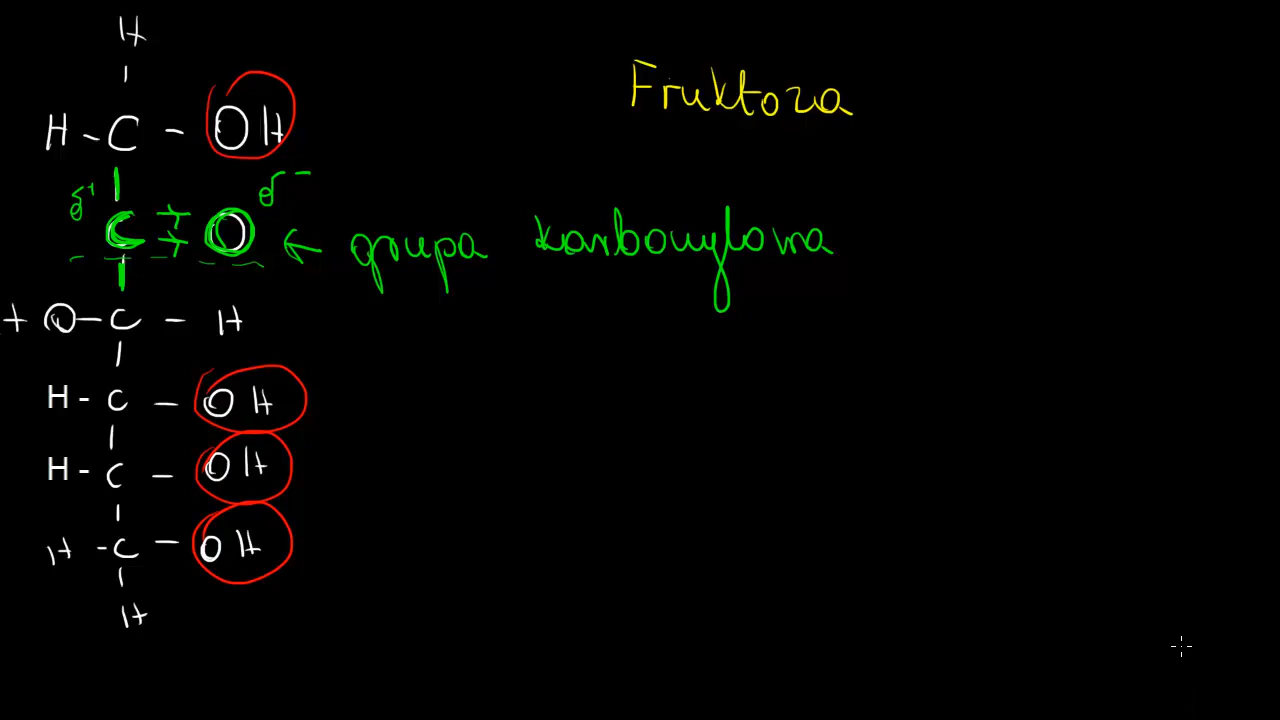 H
Fruktoza
H - C - OH
δ+ δ-
C = O ← grupa karbonylowa
HO - C - H
H - C - OH
H - C - OH
H - C - OH
H